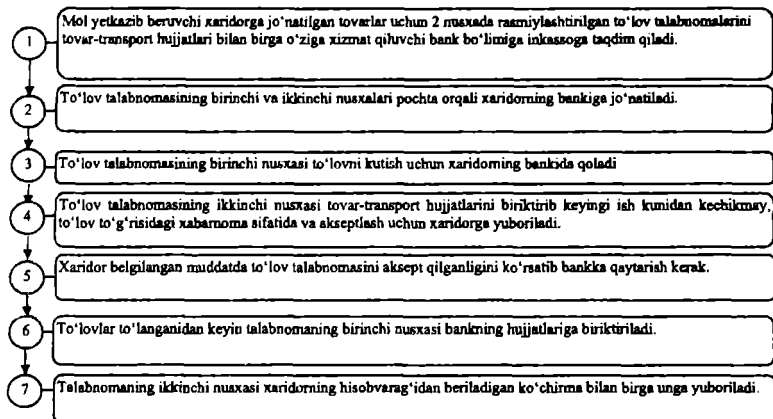 1
Mol yetkazib beruvchi xaridorga jo‘natilgan tovarlar uchun 2 nusxada rasmiylashtirilgan to‘lov talabnomalarini
tovar-transport hujjatlari bilan birga o‘ziga xizmat qiluvchi bank bo‘limiga inkassoga taqdim qiladi.
2
To‘lov talabnomasining birinchi va ikkinchi nusxalari pochta orqali xaridorning bankiga jo‘natiladi.
3
To‘lov talabnomasining birinchi nusxasi to‘lovni kutish uchun xaridorning bankida qoladi
4
To‘lov talabnomasining ikkinchi nusxasi tovar-transport hujjatlarini biriktirib keyingi ish kunidan kechikmay,
to‘lov to‘g‘risidagi xabarnoma sifatida va akseptlash uchun xaridorga yuboriladi.
5
Xaridor belgilangan muddatda to‘lov talabnomasini aksept qilganligini ko‘rsatib bankka qaytarish kerak.
6
To‘lovlar to‘langanidan keyin talabnomaning birinchi nusxasi bankning hujjatlariga biriktiriladi.
7
Talabnomaning ikkinchi nusxasi xaridorning hisobvarag‘idan beriladigan ko‘chirma bilan birga unga yuboriladi.